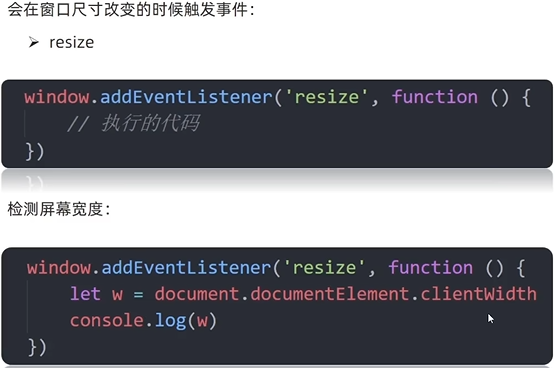 会在窗口尺寸改变的时候触发事件：
➢ resize
window.addEventListener('resize', function () {
// 执行的代码
})
检测屏幕宽度：
window.addEventListener('resize', function () {
let w = document.documentElement.clientWidth
console.log(w)
})